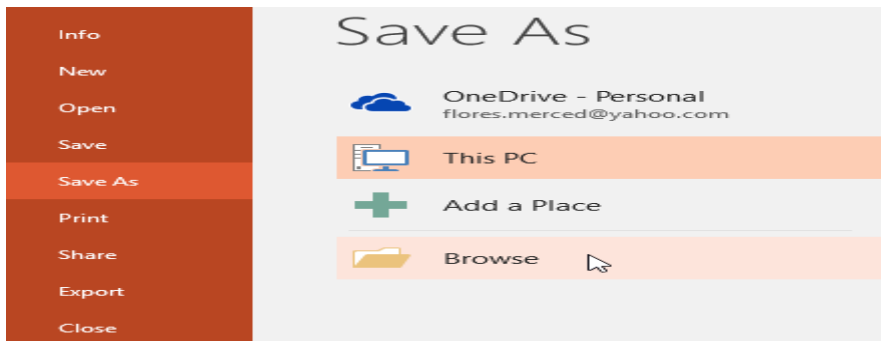 Info
New
Open
Save
Save As
Print
Share
Export
Close
Save As
OneDrive - Personal
flores.merced@yahoo.com
This PC
Add a Place
Browse